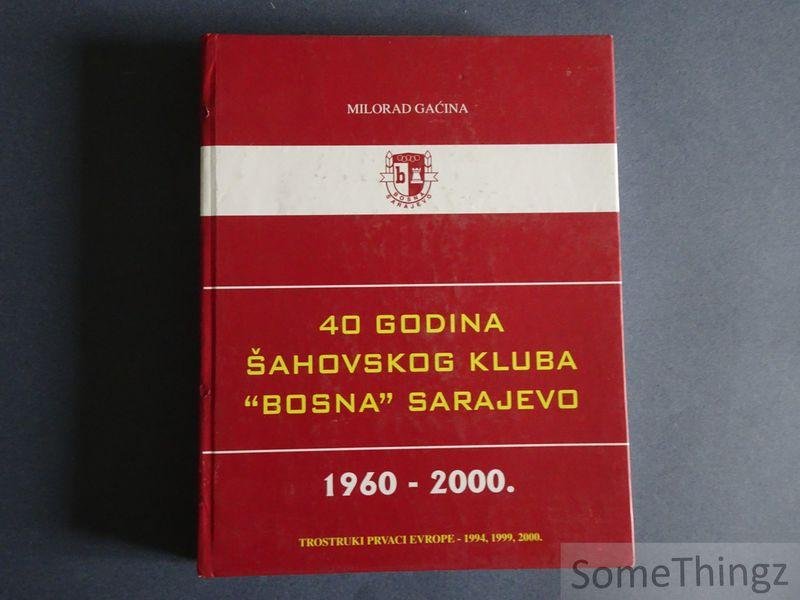 MILORAD GAĆINA
b
BOSNA
SARAJEVO
40 GODINA
ŠAHOVSKOG KLUBA
“BOSNA” SARAJEVO
1960 - 2000.
TROSTRUKI PRVACI EVROPE - 1994, 1999, 2000.
SomeThingz